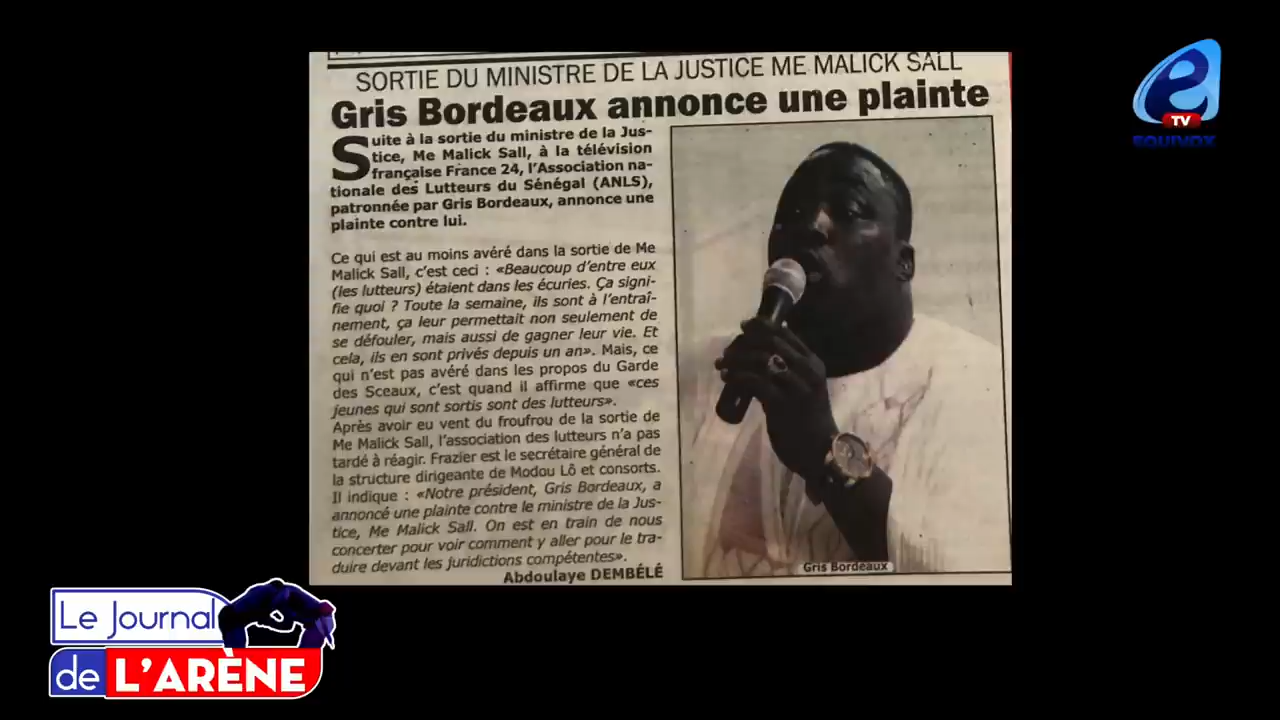 SORTIE DU MINISTRE DE LA JUSTICE ME MALICK SALL
Gris Bordeaux annonce une plainte
Suite à la sortie du ministre de la Jus-
tice, Me Malick Sall, à la télévision
française France 24, l'Association na-
tionale des Lutteurs du Sénégal (ANLS),
patronnée par Gris Bordeaux, annonce une
plainte contre lui.
Ce qui est au moins avéré dans la sortie de Me
Malick Sall, c'est ceci : «Beaucoup d'entre eux
(les lutteurs) étaient dans les écuries. Ça signi-
fie quoi ? Toute la semaine, ils sont à l'entraî-
nement, ça leur permettait non seulement de
se défouler, mais aussi de gagner leur vie. Et
cela, ils en sont privés depuis un an». Mais, ce
qui n'est pas avéré dans les propos du Garde
des Sceaux, c'est quand il affirme que «ces
jeunes qui sont sortis sont des lutteurs».
Après avoir eu vent du froufrou de la sortie de
Me Malick Sall, l'association des lutteurs n'a pas
tardé à réagir. Frazier est le secrétaire général de
la structure dirigeante de Modou Lô et consorts.
Il indique : «Notre président, Gris Bordeaux, a
annoncé une plainte contre le ministre de la Jus-
tice, Me Malick Sall. On est en train de nous
concerter pour voir comment y aller pour le tra-
duire devant les juridictions compétentes».
Abdoulaye DEMBÉLÉ
Gris Bordeaux
e
TV
EQUIVOX
Le Journal
de L'ARÈNE